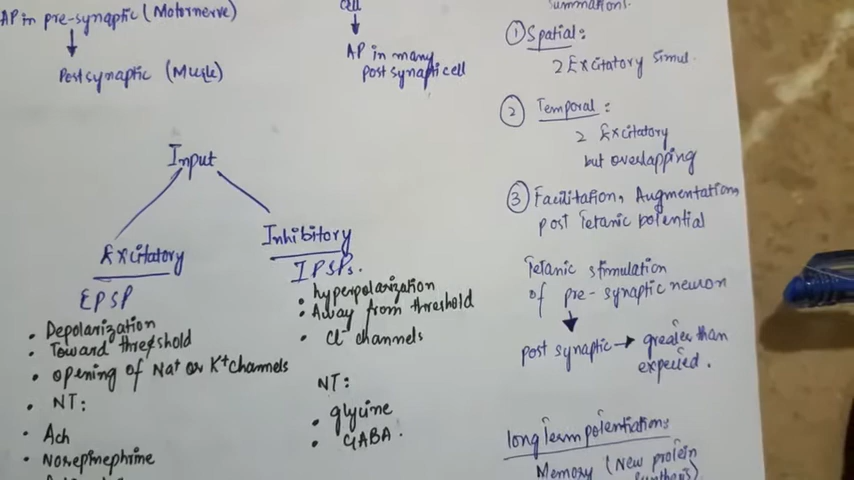 AP in pre-synaptic (Motornerve)
Postsynaptic (Muscle)
cell
AP in many
post synaptic cell
Input
Excitatory
EPSP
• Depolarization
• Toward threshold
• opening of Na+ or K+ channels
• NT:
• Ach
• Norepinephrine
Inhibitory
IPSPs.
• hyperpolarization
• Away from threshold
• Cl- channels
NT:
• glycine
• GABA.
summations.
① Spatial:
2 Excitatory simul.
② Temporal:
2 Excitatory
but overlapping
③ Facilitation, Augmentation,
post Tetanic potential
Tetanic stimulation
of pre-synaptic neuron
post synaptic → greater than
expected.
long Term potentiation:
Memory (New protein
synthesis)